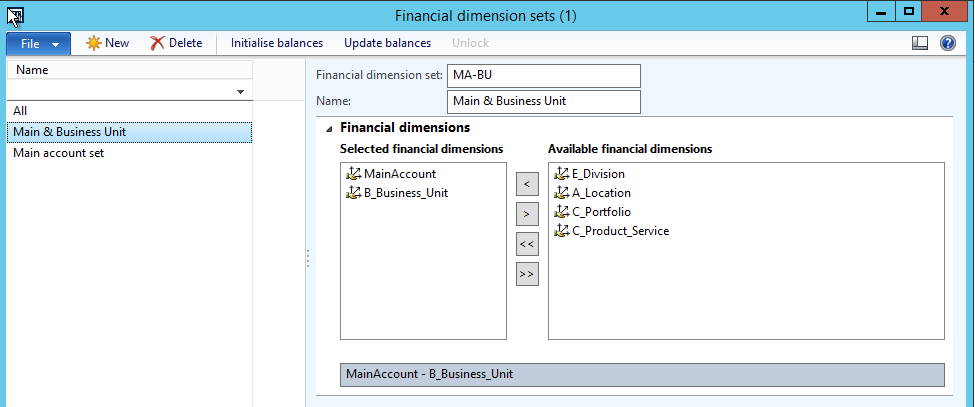 Financial dimension sets (1)
File New Delete Initialise balances Update balances Unlock
Name
All
Main & Business Unit
Main account set
Financial dimension set: MA-BU
Name: Main & Business Unit
Financial dimensions
Selected financial dimensions
MainAccount
B_Business_Unit
<
>
<<
>>
Available financial dimensions
E_Division
A_Location
C_Portfolio
C_Product_Service
MainAccount - B_Business_Unit